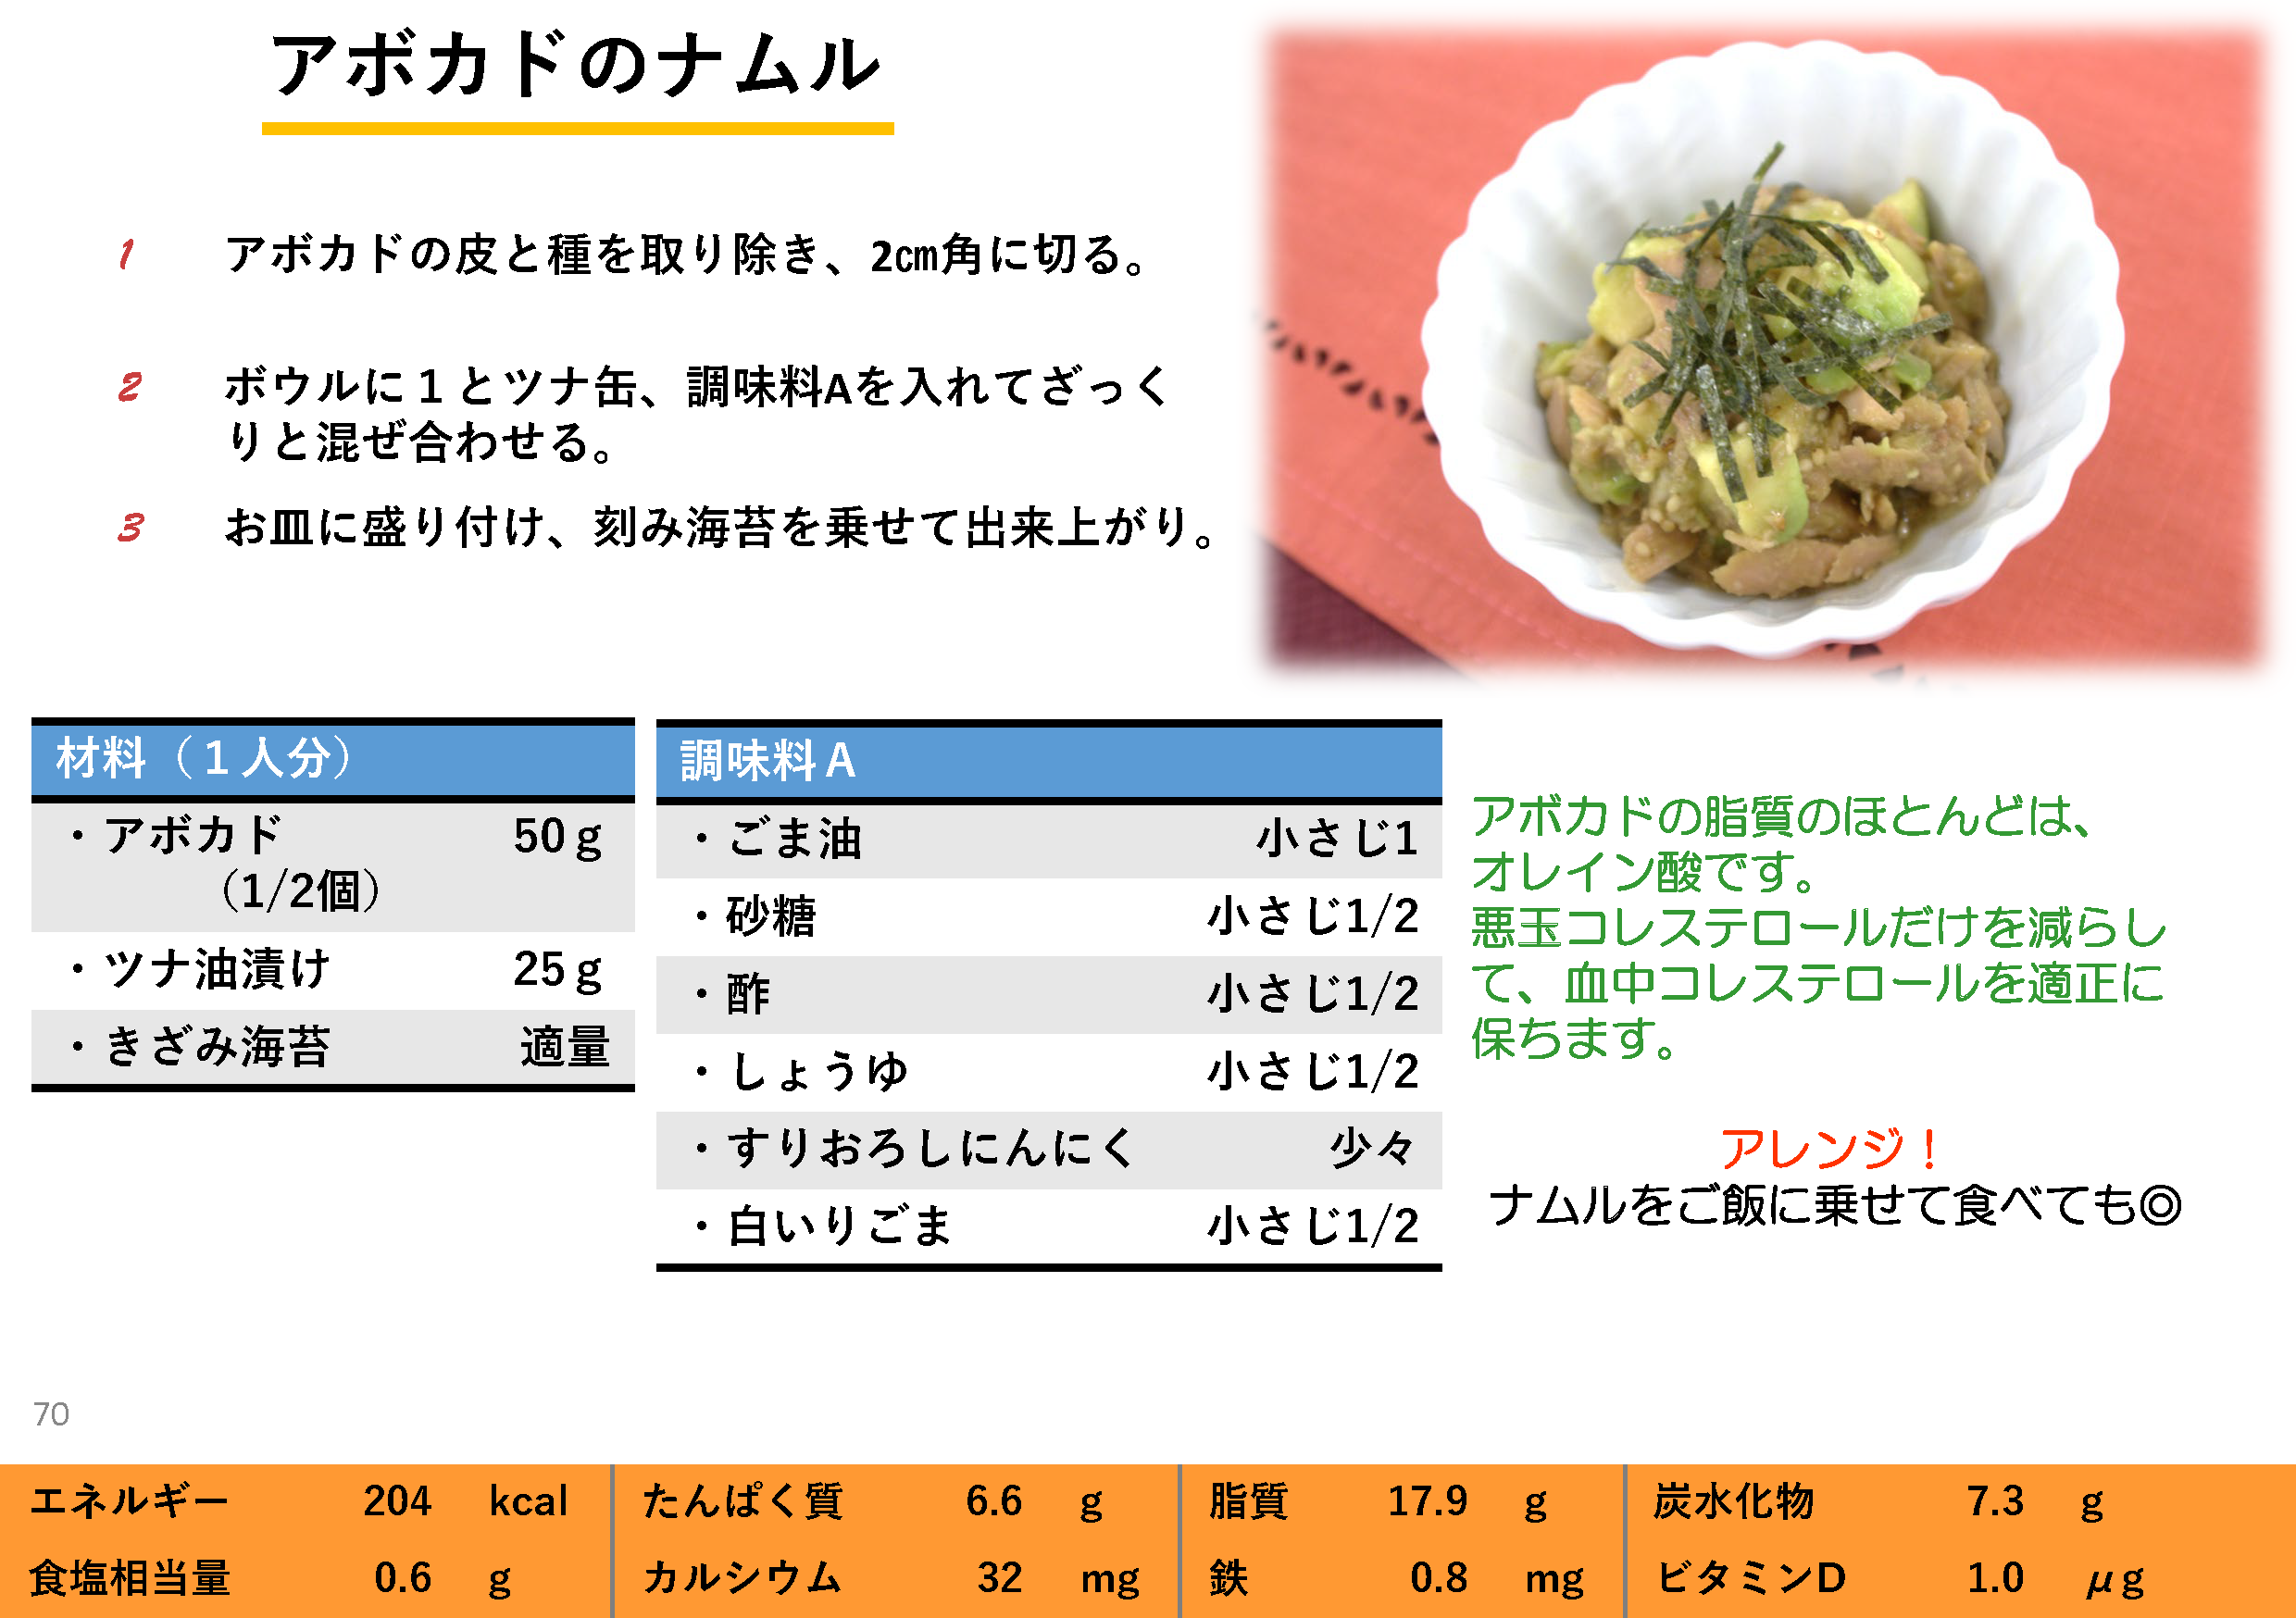 アボカドのナムル
1 アボカドの皮と種を取り除き、2㎝角に切る。
2 ボウルに１とツナ缶、調味料Aを入れてざっく
りと混ぜ合わせる。
3 お皿に盛り付け、刻み海苔を乗せて出来上がり。
材料（１人分）
・アボカド 50ｇ
（1/2個）
・ツナ油漬け 25ｇ
・きざみ海苔 適量
調味料Ａ
・ごま油 小さじ1
・砂糖 小さじ1/2
・酢 小さじ1/2
・しょうゆ 小さじ1/2
・すりおろしにんにく 少々
・白いりごま 小さじ1/2
アボカドの脂質のほとんどは、
オレイン酸です。
悪玉コレステロールだけを減らし
て、血中コレステロールを適正に
保ちます。
アレンジ！
ナムルをご飯に乗せて食べても◎
70
エネルギー 204 kcal たんぱく質 6.6 g 脂質 17.9 g 炭水化物 7.3 g
食塩相当量 0.6 g カルシウム 32 mg 鉄 0.8 mg ビタミンD 1.0 μg